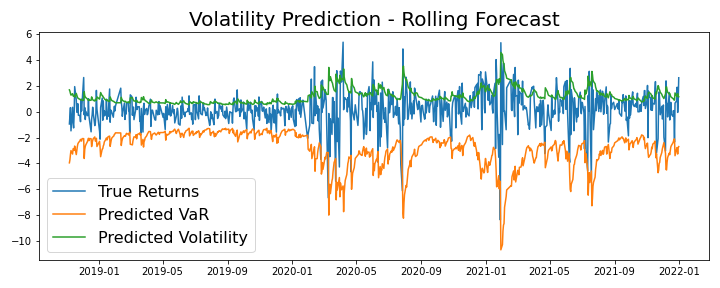 Volatility Prediction - Rolling Forecast
6
4
2
0
−2
−4
−6
−8
−10
True Returns
Predicted VaR
Predicted Volatility
2019-01 2019-05 2019-09 2020-01 2020-05 2020-09 2021-01 2021-05 2021-09 2022-01